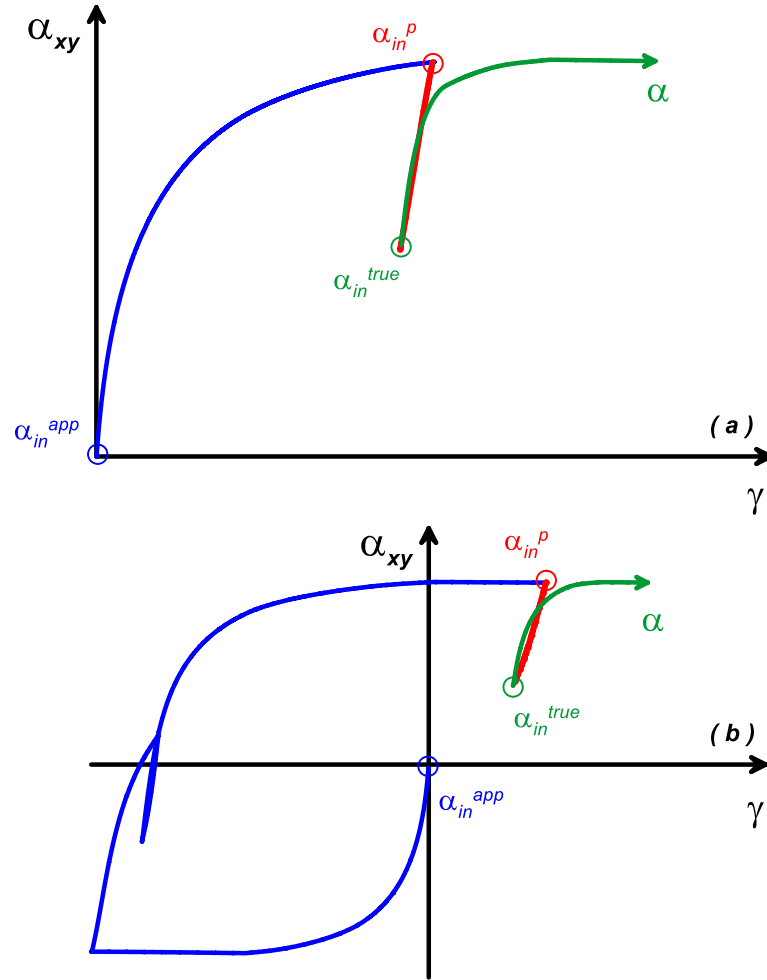 α_xy
α_in^p
α
α_in^true
α_in^app
( a )
γ
α_xy
α_in^p
α
α_in^true
( b )
α_in^app
γ